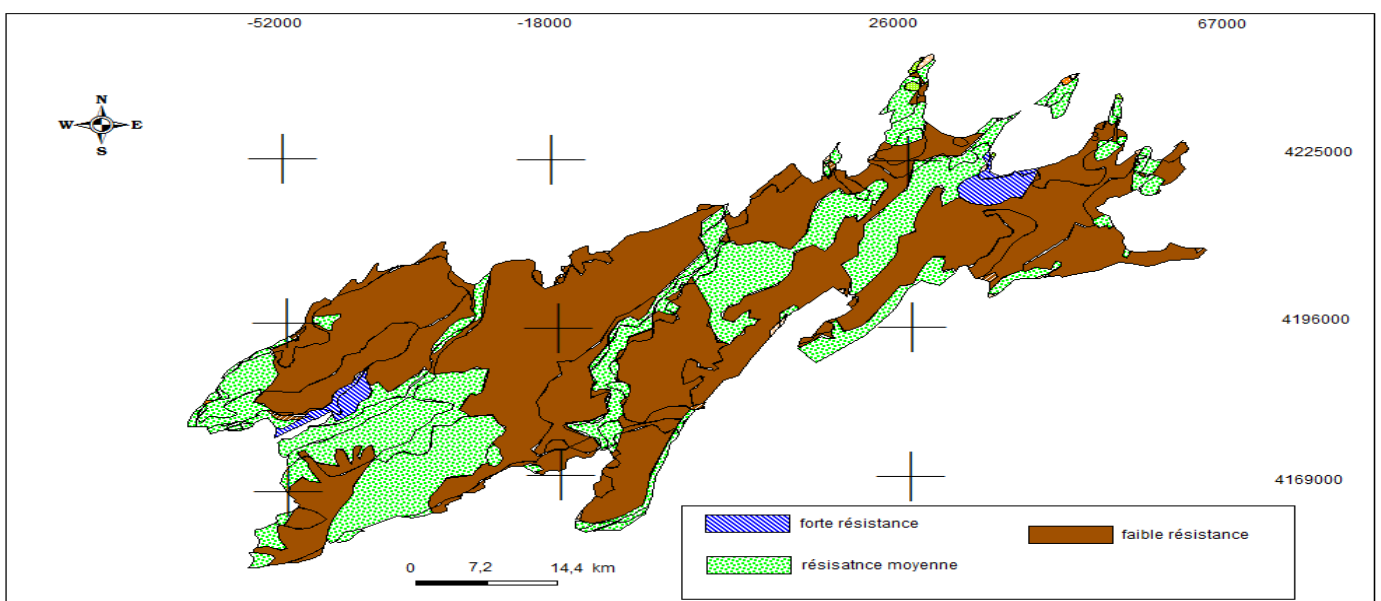 -52000 -18000 26000 67000
N
W E
S
4225000
4196000
4169000
forte résistance
faible résistance
résisatnce moyenne
0 7,2 14,4 km